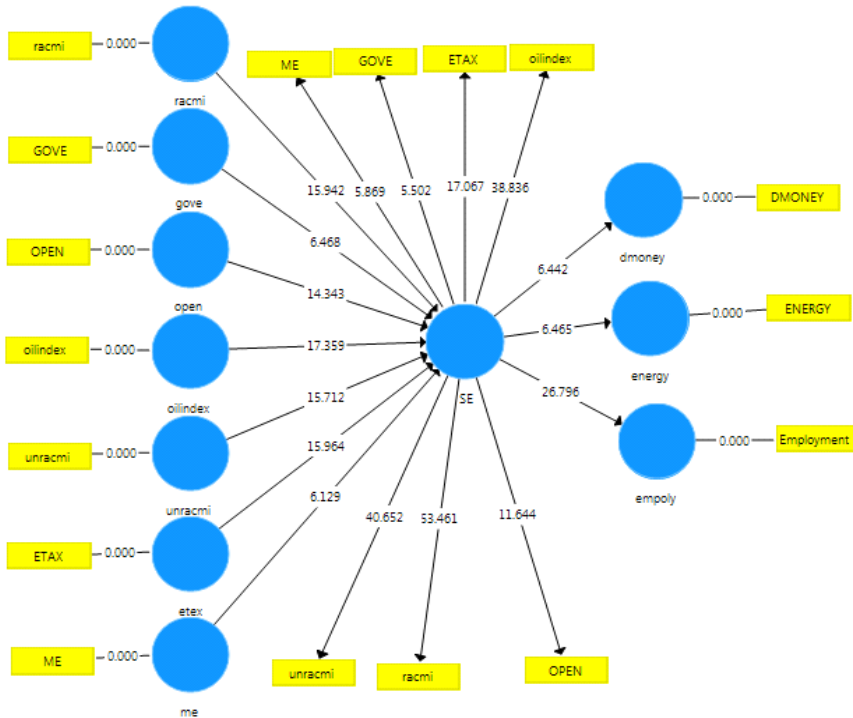 racmi
0.000
racmi
ME
GOVE
ETAX
oilindex
GOVE
0.000
gove
15.942
5.869
5.502
17.067
38.836
OPEN
0.000
open
6.468
14.343
oilindex
0.000
oilindex
17.359
SE
6.442
dmoney
0.000
DMONEY
6.465
energy
0.000
ENERGY
26.796
empoly
0.000
Employment
unracmi
0.000
unracmi
15.712
ETAX
0.000
etex
15.964
ME
0.000
me
6.129
40.652
53.461
11.644
unracmi
racmi
OPEN